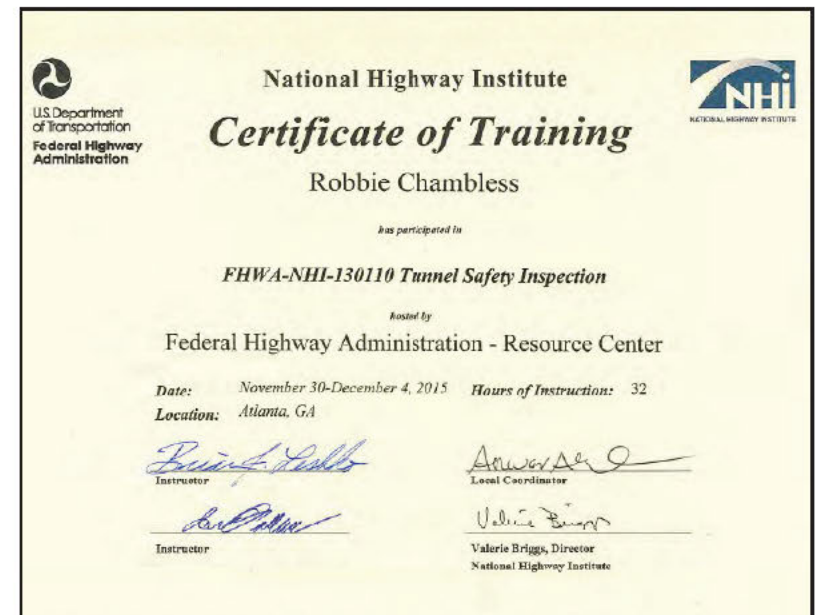 U.S. Department
of Transportation
Federal Highway
Administration
National Highway Institute
NHi
NATIONAL HIGHWAY INSTITUTE
Certificate of Training
Robbie Chambless
has participated in
FHWA-NHI-130110 Tunnel Safety Inspection
hosted by
Federal Highway Administration - Resource Center
Date: November 30-December 4, 2015 Hours of Instruction: 32
Location: Atlanta, GA
Instructor
Local Coordinator
Valerie Briggs
Instructor
Valerie Briggs, Director
National Highway Institute